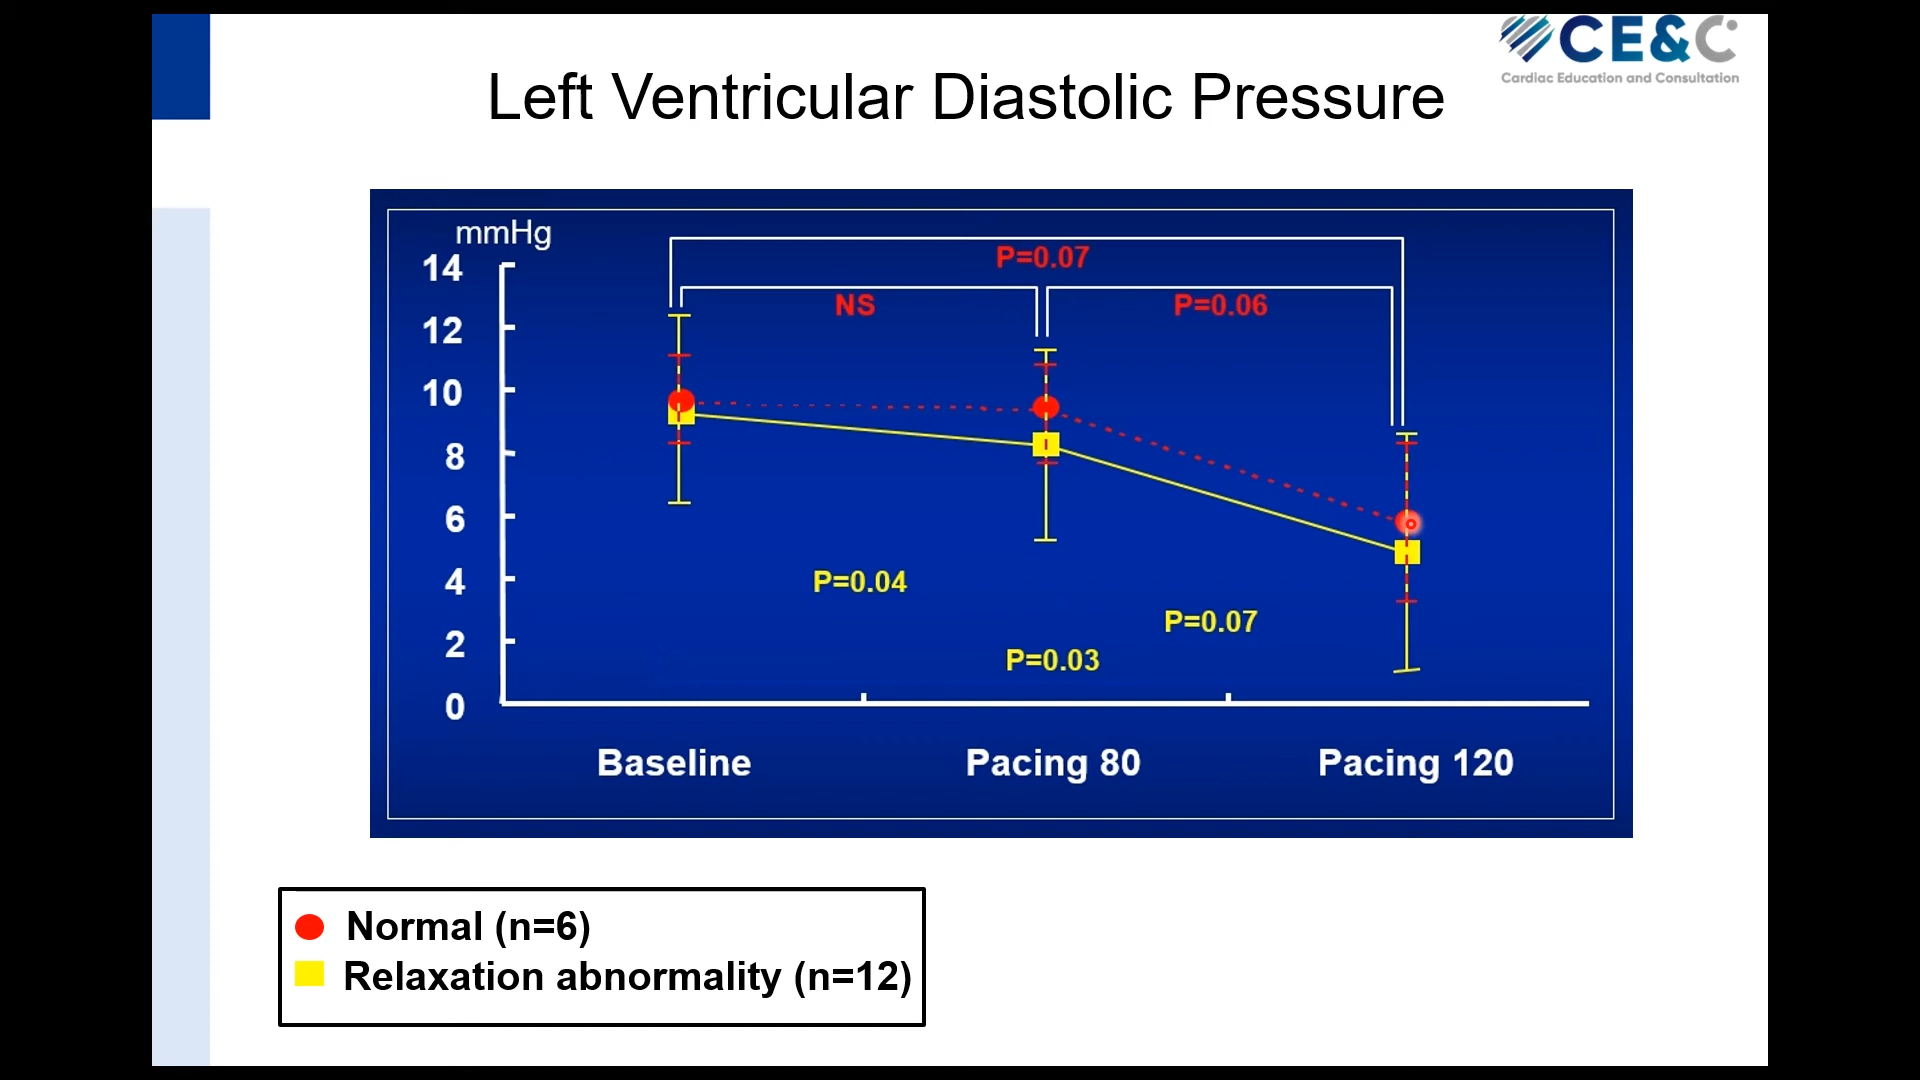 CE&C
Cardiac Education and Consultation
Left Ventricular Diastolic Pressure
mmHg
14
12
10
8
6
4
2
0
P=0.07
NS
P=0.06
P=0.04
P=0.07
P=0.03
Baseline
Pacing 80
Pacing 120
Normal (n=6)
Relaxation abnormality (n=12)